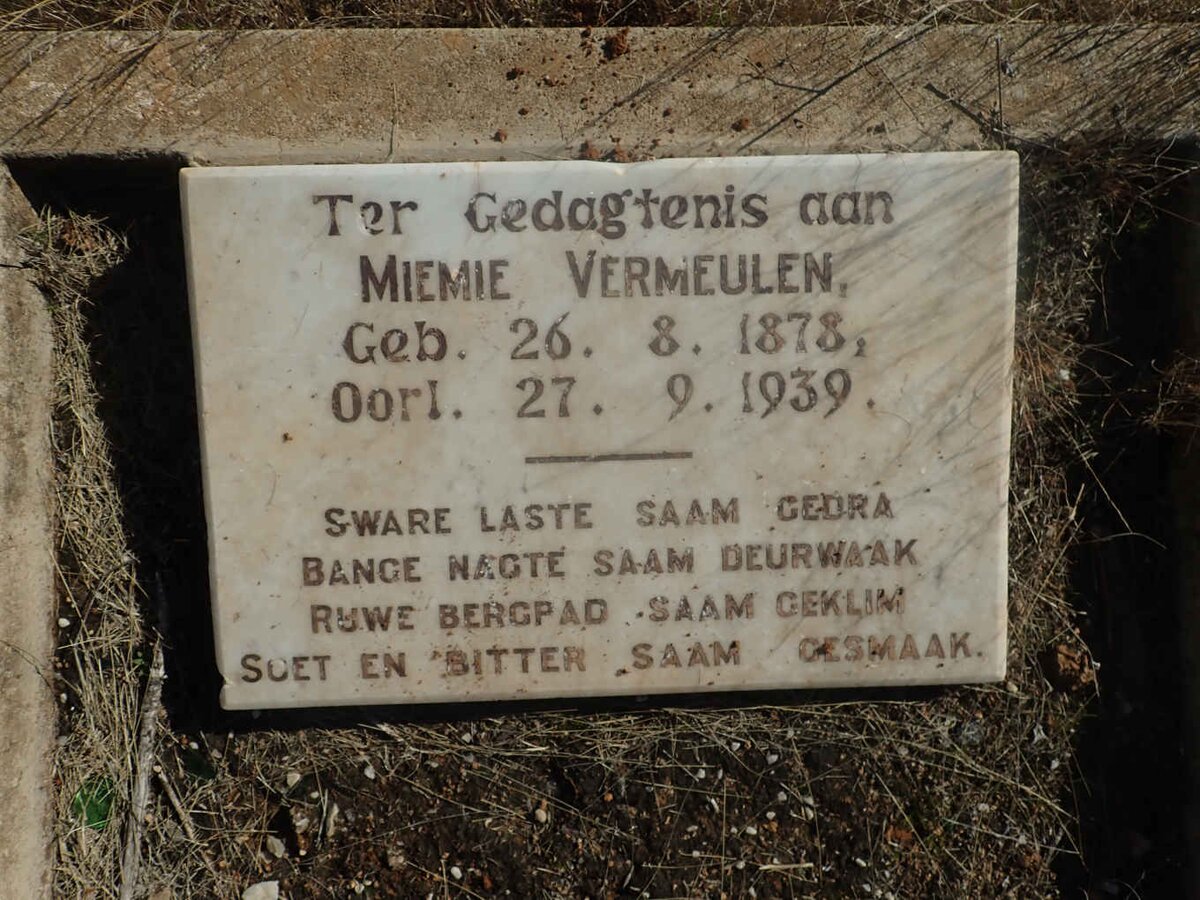 Ter Gedagtenis aan
MIEMIE VERMEULEN,
Geb. 26. 8. 1878,
Oorl. 27. 9. 1939.
SWARE LASTE SAAM GEDRA
BANGE NAGTE SAAM DEURWAAK
RUWE BERGPAD SAAM GEKLIM
SOET EN BITTER SAAM GESMAAK.